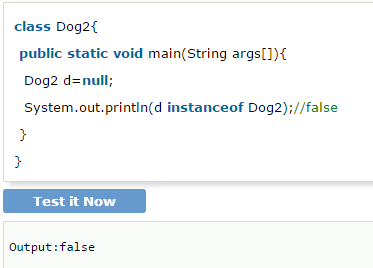 class Dog2{
public static void main(String args[]){
Dog2 d=null;
System.out.println(d instanceof Dog2);//false
}
}
Test it Now
Output:false